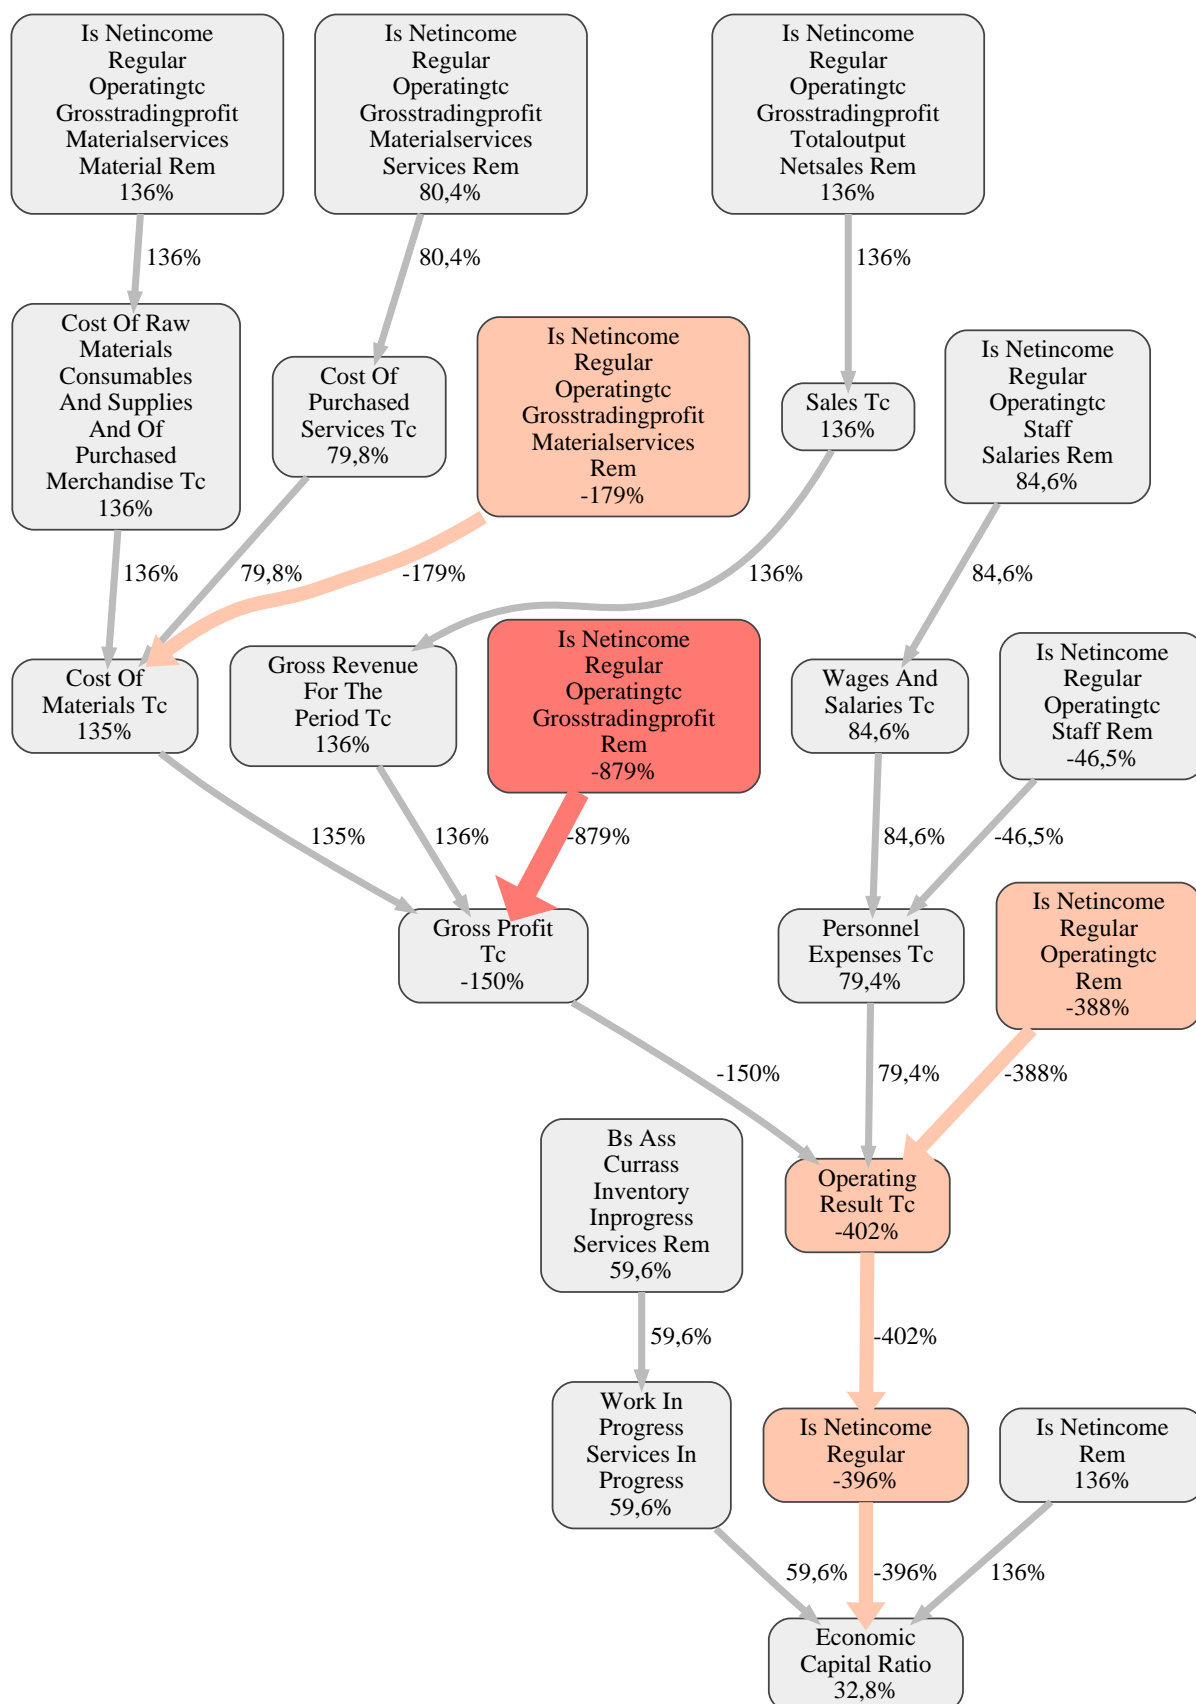 Is Netincome
Regular
Operatingtc
Grosstradingprofit
Materialservices
Material Rem
136%
Is Netincome
Regular
Operatingtc
Grosstradingprofit
Materialservices
Services Rem
80,4%
Is Netincome
Regular
Operatingtc
Grosstradingprofit
Totaloutput
Netsales Rem
136%
136%
80,4%
136%
Cost Of Raw
Materials
Consumables
And Supplies
And Of
Purchased
Merchandise Tc
136%
Cost Of
Purchased
Services Tc
79,8%
Is Netincome
Regular
Operatingtc
Grosstradingprofit
Materialservices
Rem
-179%
Sales Tc
136%
Is Netincome
Regular
Operatingtc
Staff
Salaries Rem
84,6%
136%
79,8%
-179%
136%
84,6%
Cost Of
Materials Tc
135%
Gross Revenue
For The
Period Tc
136%
Is Netincome
Regular
Operatingtc
Grosstradingprofit
Rem
-879%
Wages And
Salaries Tc
84,6%
Is Netincome
Regular
Operatingtc
Staff Rem
-46,5%
135%
136%
-879%
84,6%
-46,5%
Gross Profit
Tc
-150%
Personnel
Expenses Tc
79,4%
Is Netincome
Regular
Operatingtc
Rem
-388%
-150%
79,4%
-388%
Bs Ass
Currass
Inventory
Inprogress
Services Rem
59,6%
Operating
Result Tc
-402%
59,6%
-402%
Work In
Progress
Services In
Progress
59,6%
Is Netincome
Regular
-396%
Is Netincome
Rem
136%
59,6%
-396%
136%
Economic
Capital Ratio
32,8%